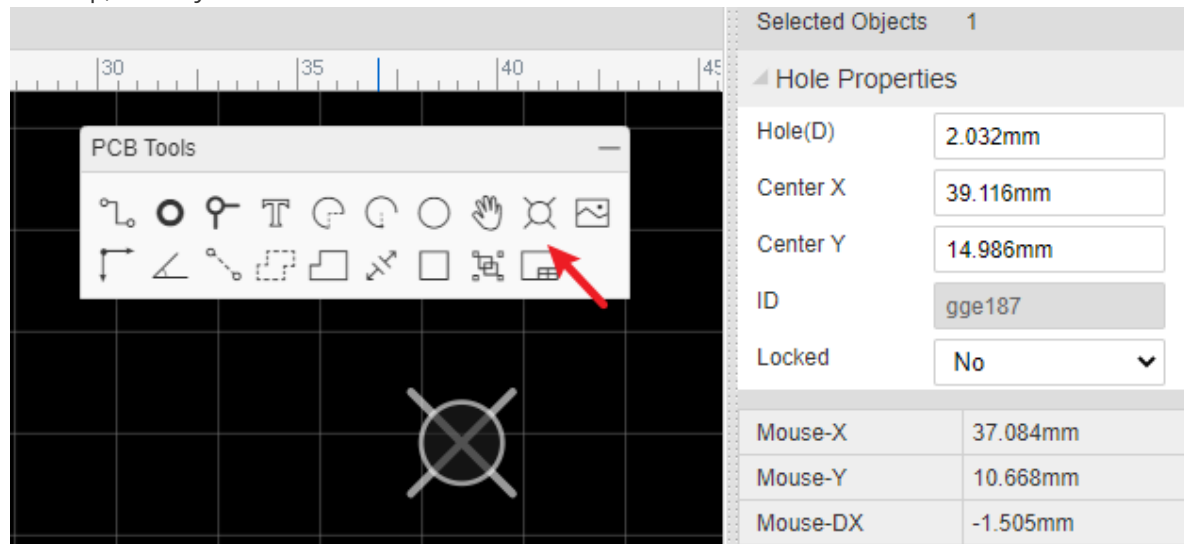 Selected Objects 1
30 35 40 45
Hole Properties
PCB Tools
Hole(D) 2.032mm
Center X 39.116mm
Center Y 14.986mm
ID gge187
Locked No
Mouse-X 37.084mm
Mouse-Y 10.668mm
Mouse-DX -1.505mm